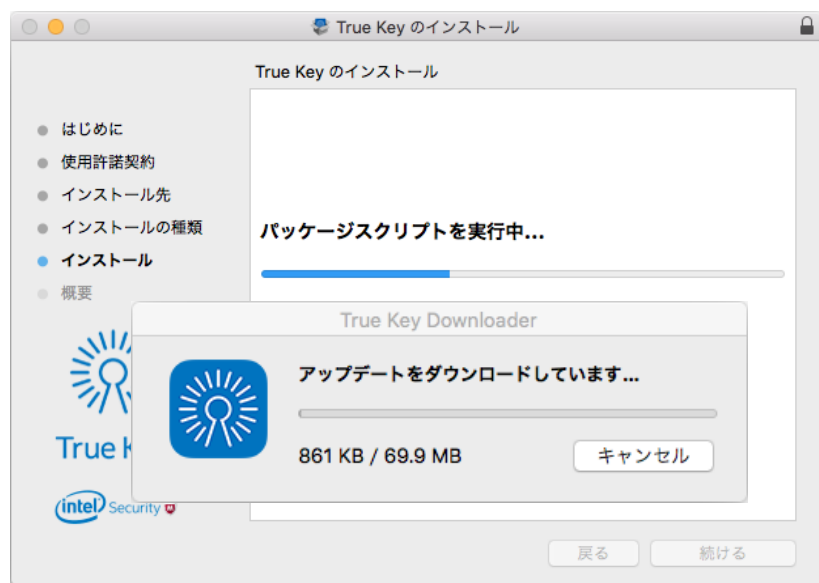 True Key のインストール
True Key のインストール
はじめに
使用許諾契約
インストール先
インストールの種類
インストール
概要
パッケージスクリプトを実行中...
True Key Downloader
アップデートをダウンロードしています...
861 KB / 69.9 MB
キャンセル
True K
intel Security
戻る
続ける